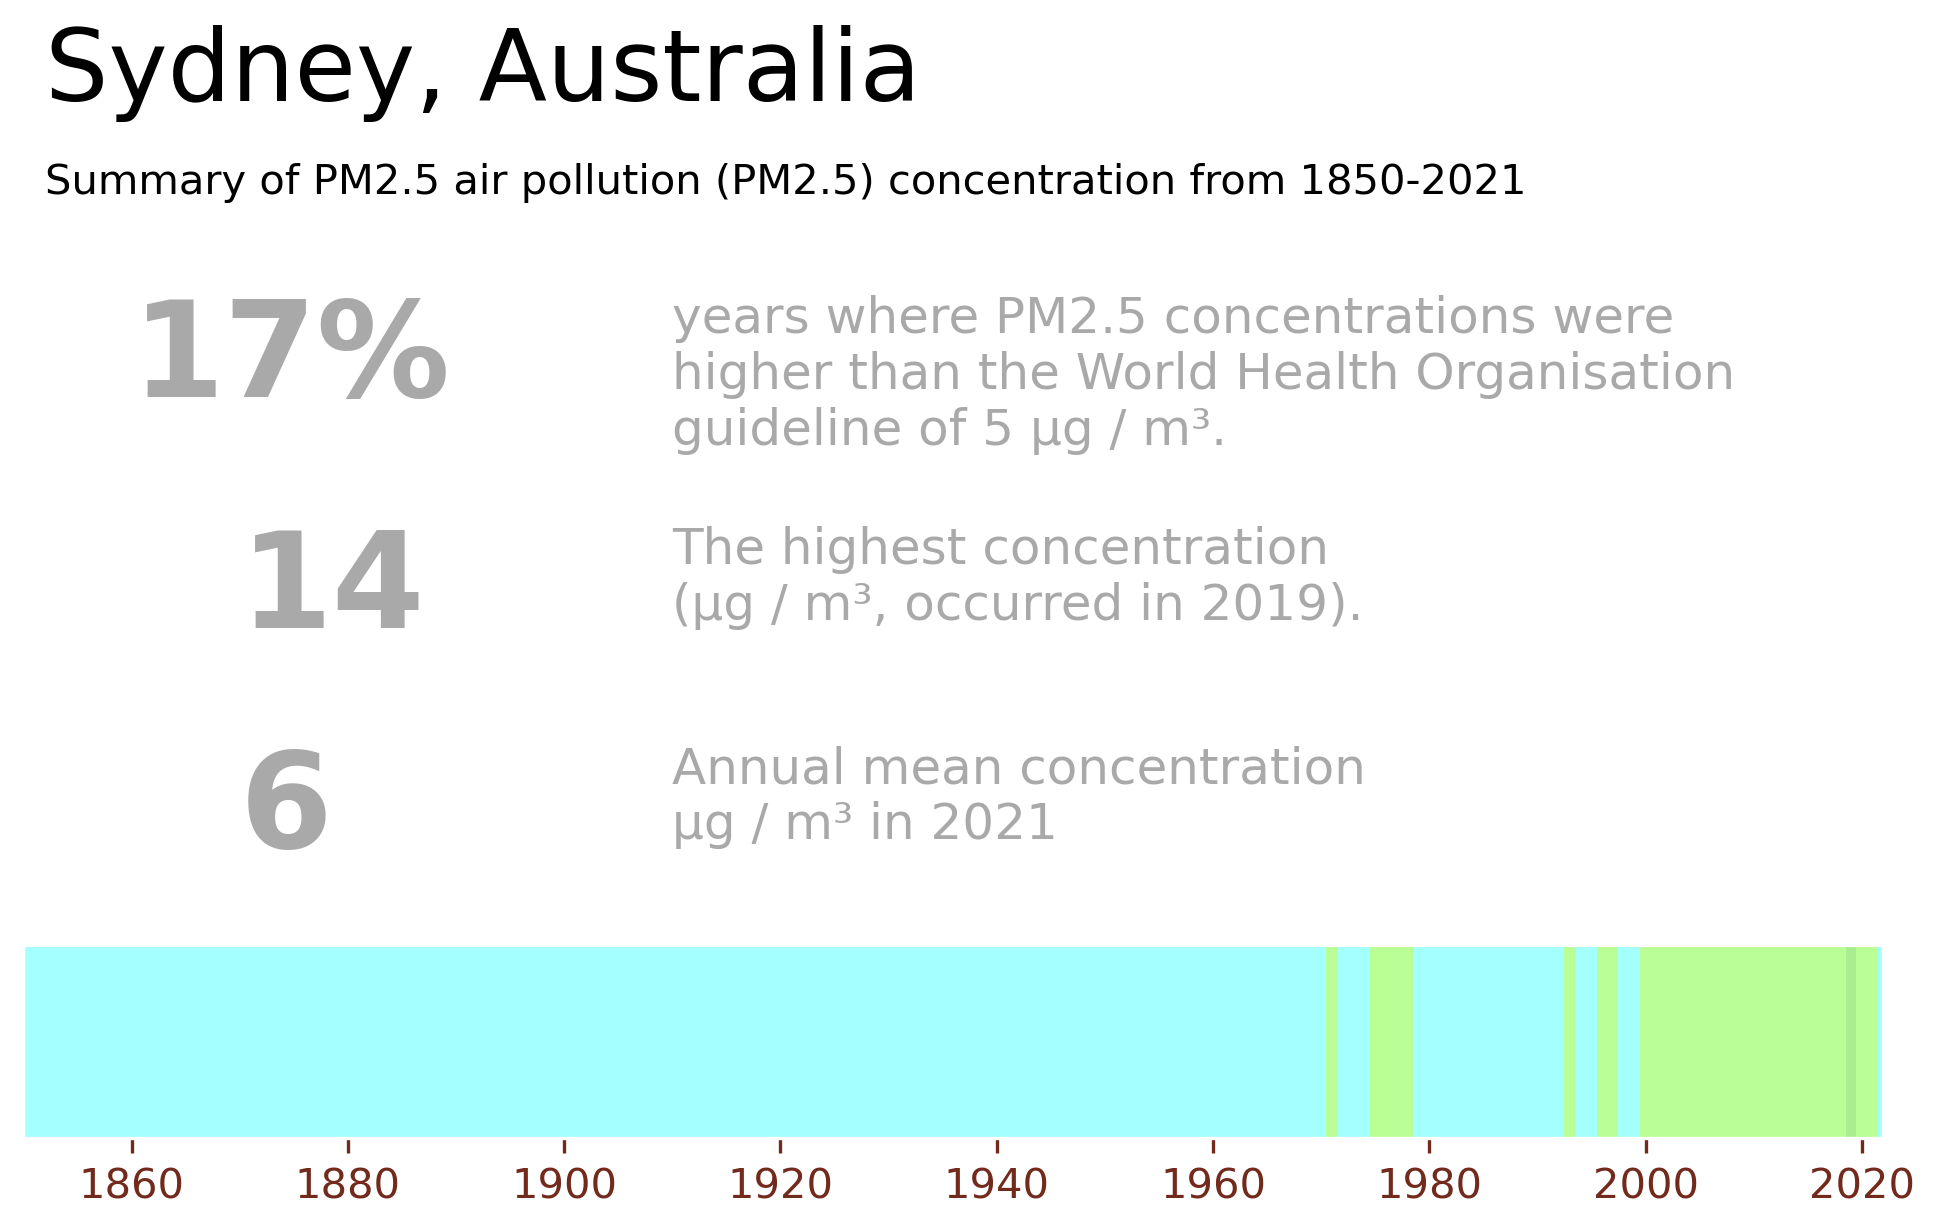 Sydney, Australia
Summary of PM2.5 air pollution (PM2.5) concentration from 1850-2021
17%
years where PM2.5 concentrations were
higher than the World Health Organisation
guideline of 5 µg / m³.
14
The highest concentration
(µg / m³, occurred in 2019).
6
Annual mean concentration
µg / m³ in 2021
1860 1880 1900 1920 1940 1960 1980 2000 2020